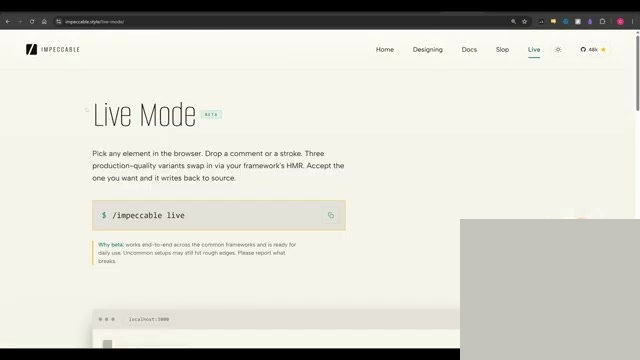 impeccable.style/live-mode/
IMPECCABLE
Home Designing Docs Slop Live 48k
Live Mode BETA
Pick any element in the browser. Drop a comment or a stroke. Three
production-quality variants swap in via your framework's HMR. Accept the
one you want and it writes back to source.
$ /impeccable live
Why beta: works end-to-end across the common frameworks and is ready for
daily use. Uncommon setups may still hit rough edges. Please report what
breaks.
localhost:3000